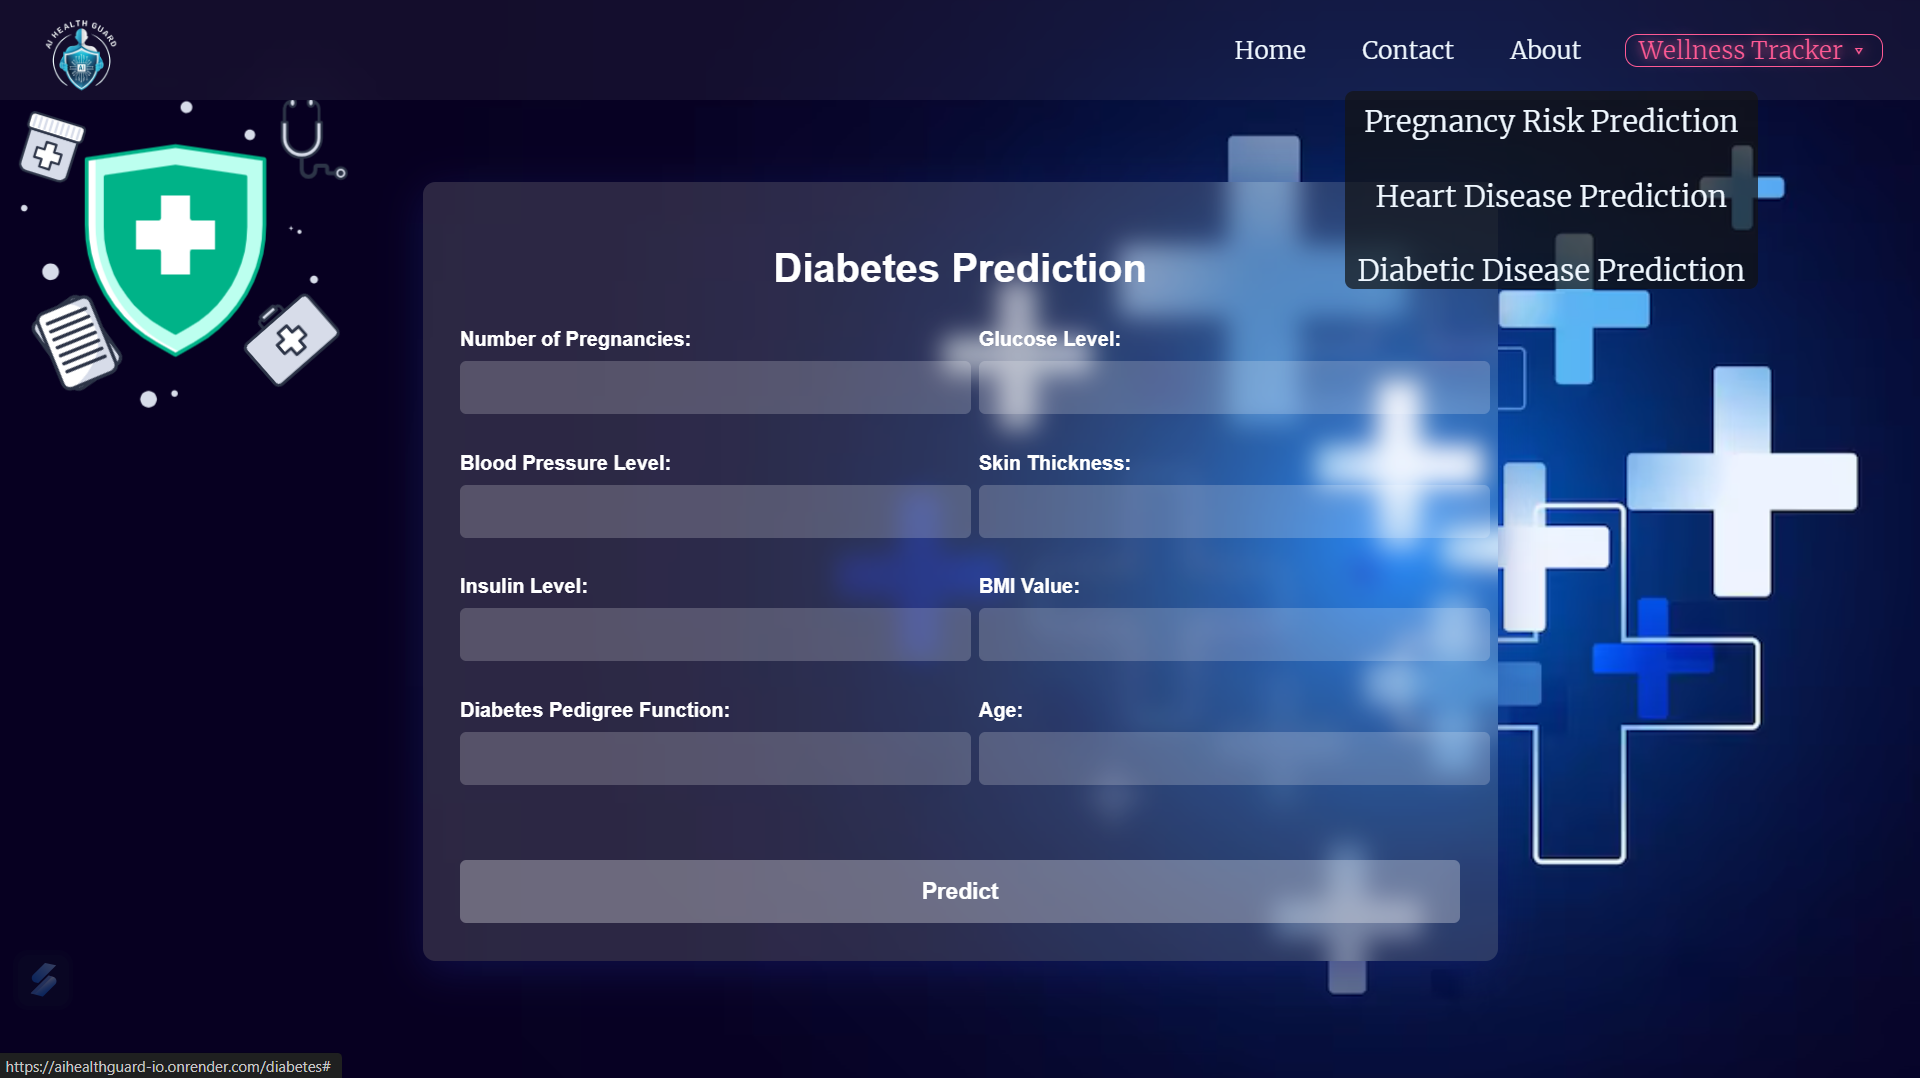 AI HEALTH GUARD
AI
Home
Contact
About
Wellness Tracker ▿
Pregnancy Risk Prediction
Heart Disease Prediction
Diabetic Disease Prediction
Diabetes Prediction
Number of Pregnancies:
Glucose Level:
Blood Pressure Level:
Skin Thickness:
Insulin Level:
BMI Value:
Diabetes Pedigree Function:
Age:
Predict
https://aihealthguard-io.onrender.com/diabetes#